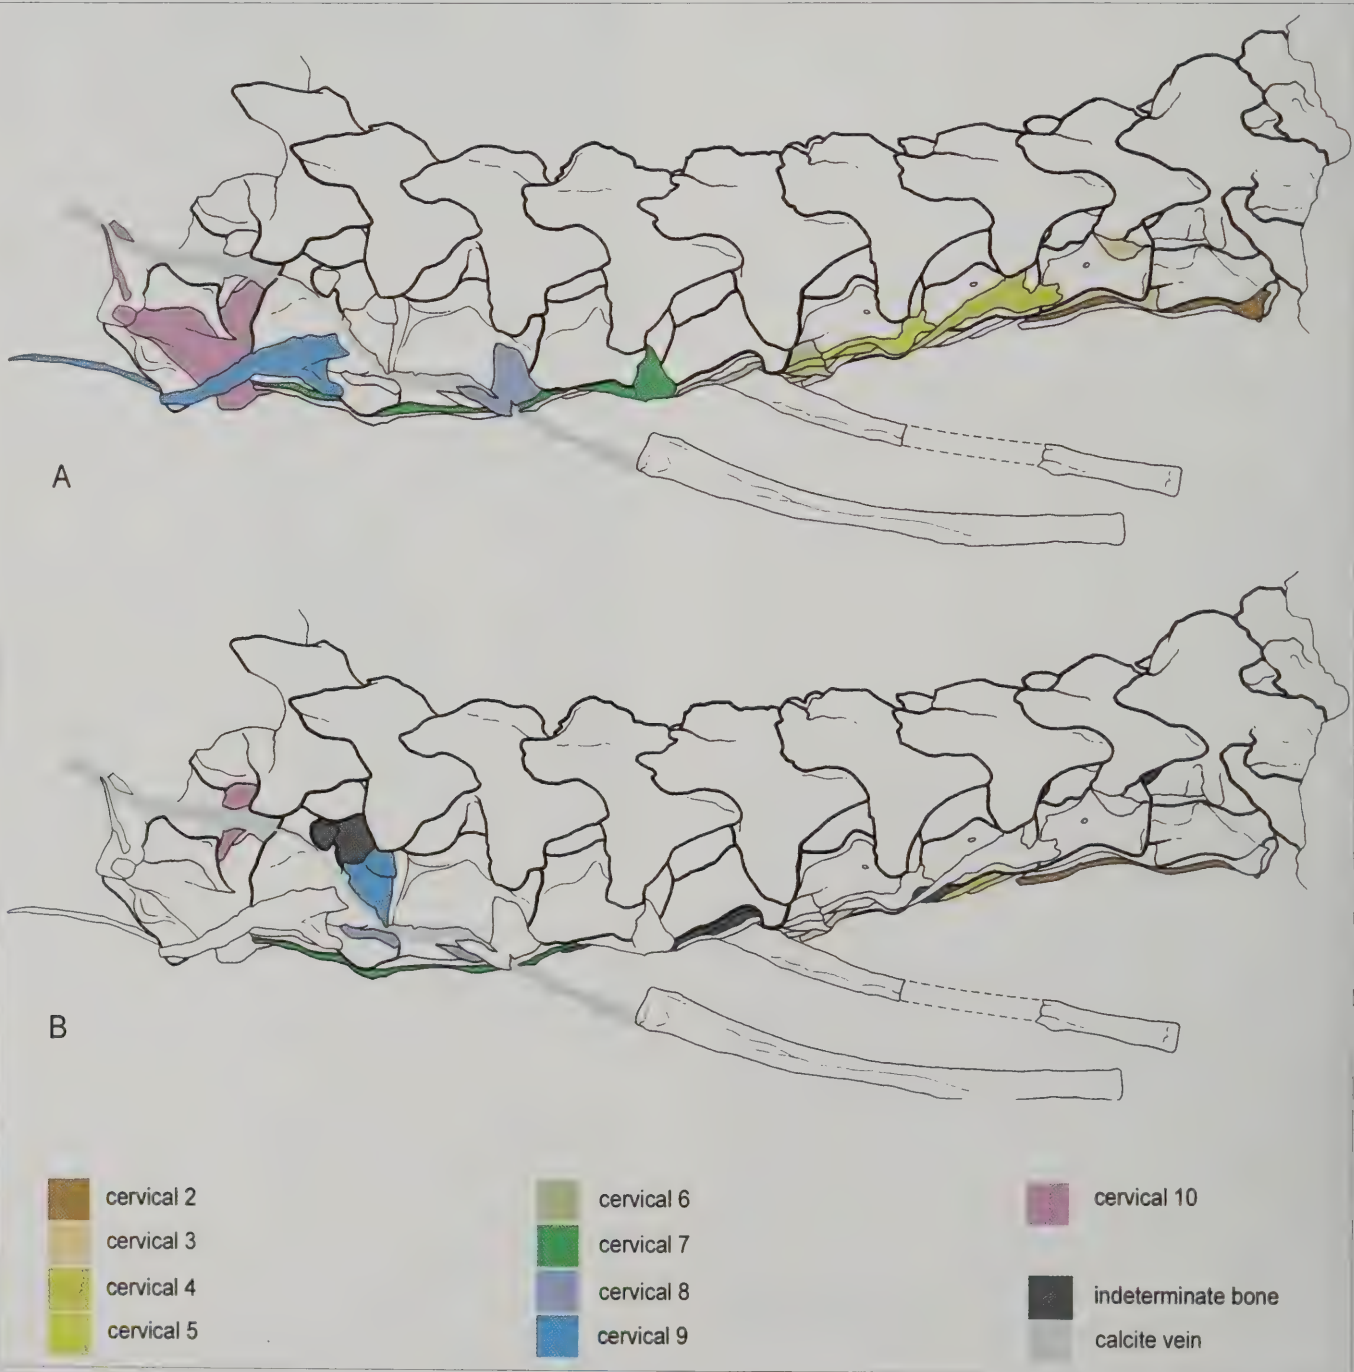 A
B
cervical 2
cervical 3
cervical 4
cervical 5
cervical 6
cervical 7
cervical 8
cervical 9
cervical 10
indeterminate bone
calcite vein